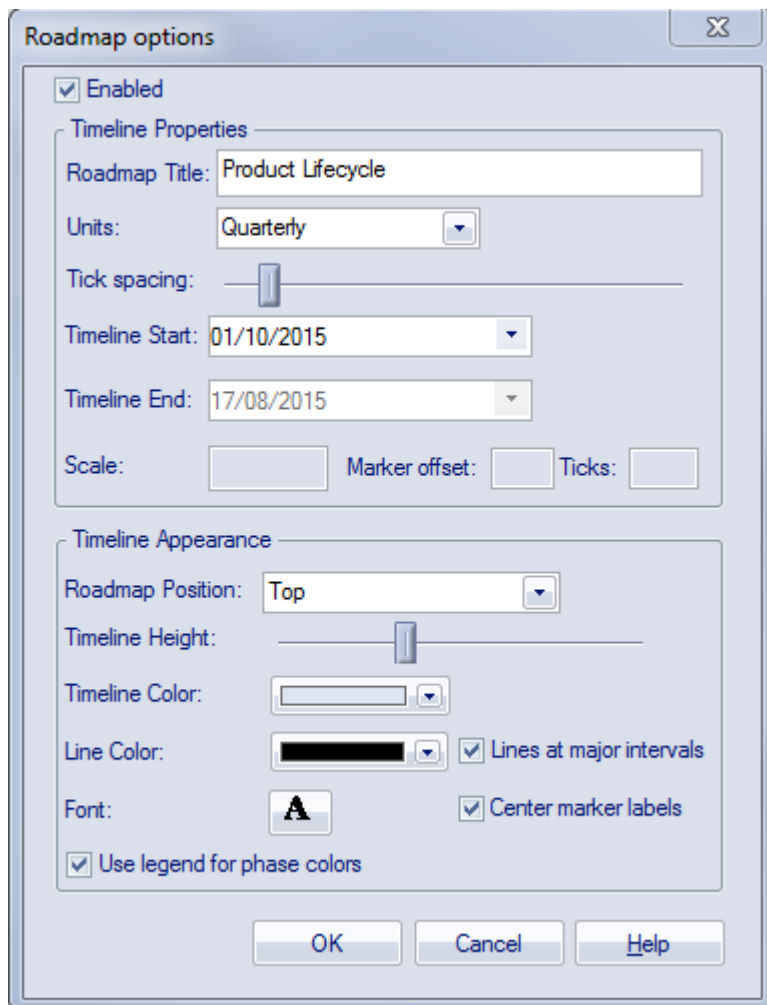 Roadmap options
Enabled
Timeline Properties
Roadmap Title: Product Lifecycle
Units: Quarterly
Tick spacing:
Timeline Start: 01/10/2015
Timeline End: 17/08/2015
Scale: Marker offset: Ticks:
Timeline Appearance
Roadmap Position: Top
Timeline Height:
Timeline Color:
Line Color: Lines at major intervals
Font: A Center marker labels
Use legend for phase colors
OK Cancel Help